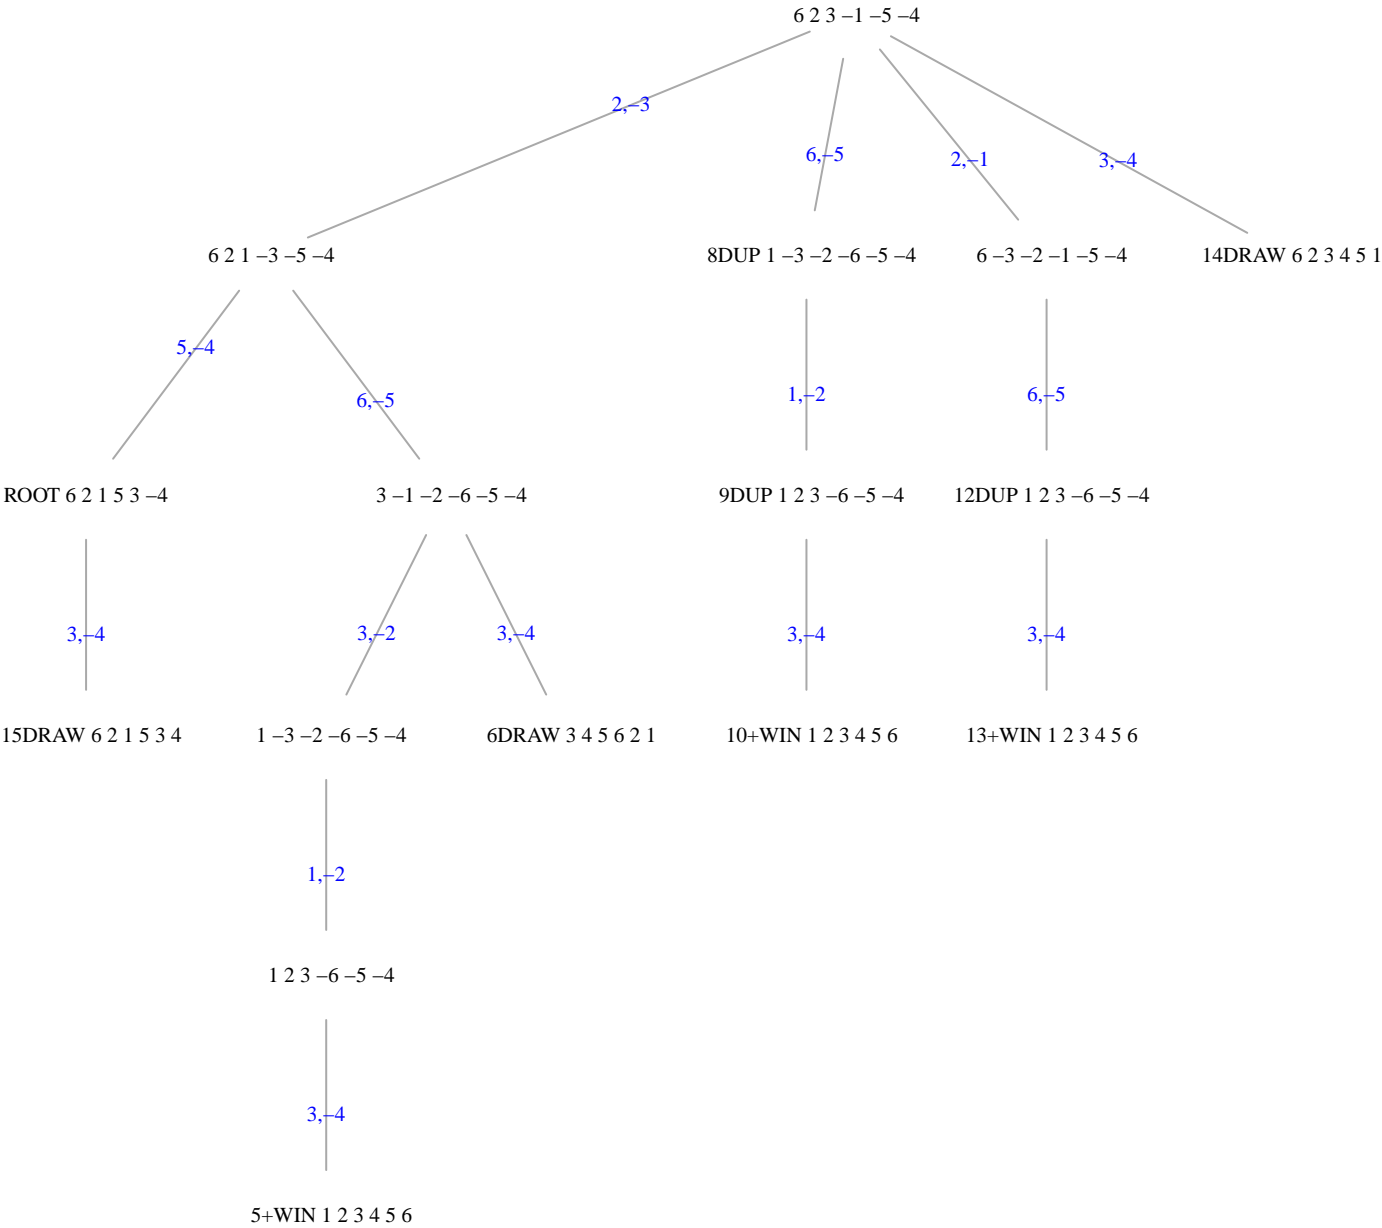 6 2 3 –1 –5 –4
2,–3
6,–5
2,–1
3,–4
6 2 1 –3 –5 –4
8DUP 1 –3 –2 –6 –5 –4
6 –3 –2 –1 –5 –4
14DRAW 6 2 3 4 5 1
5,–4
6,–5
1,–2
6,–5
ROOT 6 2 1 5 3 –4
3 –1 –2 –6 –5 –4
9DUP 1 2 3 –6 –5 –4
12DUP 1 2 3 –6 –5 –4
3,–4
3,–2
3,–4
3,–4
3,–4
15DRAW 6 2 1 5 3 4
1 –3 –2 –6 –5 –4
6DRAW 3 4 5 6 2 1
10+WIN 1 2 3 4 5 6
13+WIN 1 2 3 4 5 6
1,–2
1 2 3 –6 –5 –4
3,–4
5+WIN 1 2 3 4 5 6